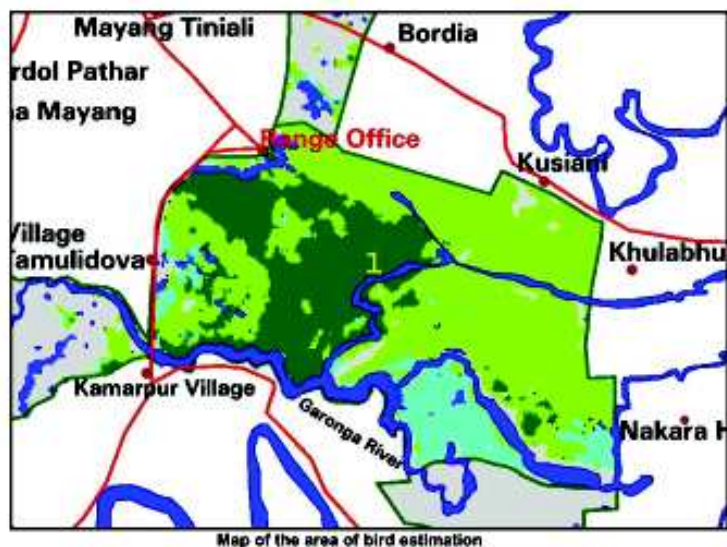 Mayang Tiniali
Bordia
rdol Pathar
a Mayang
Range Office
Kusiani
Village
Tamulidova
Khulabhu
1
Kamarpur Village
Garonga River
Nakara H
Map of the area of bird estimation